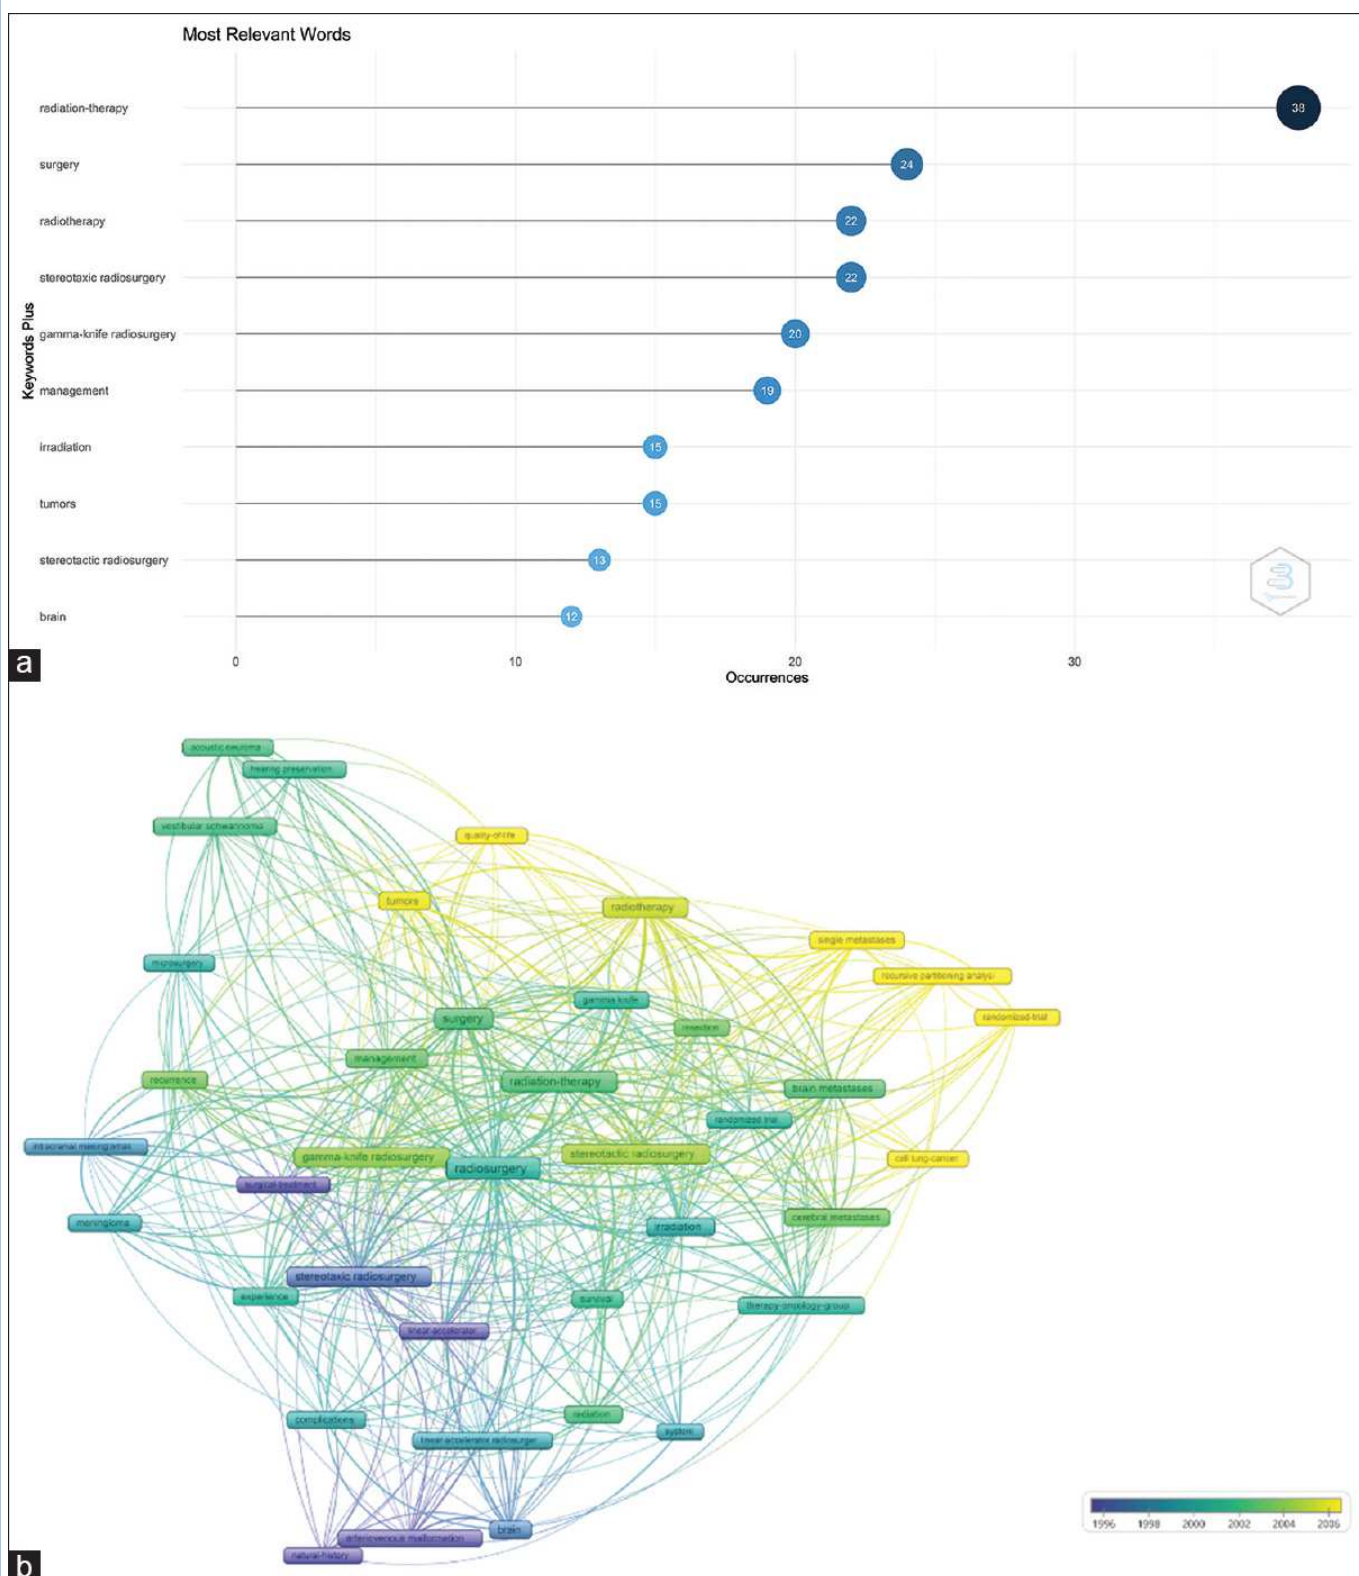 Most Relevant Words
radiation-therapy
38
surgery
24
radiotherapy
22
stereotaxic radiosurgery
22
Keywords Plus
gamma-knife radiosurgery
20
management
19
irradiation
15
tumors
15
stereotactic radiosurgery
13
brain
12
a
0 10 20 30
Occurrences
acoustic neuroma
hearing preservation
vestibular schwannoma
quality-of-life
tumors
radiotherapy
single metastases
microsurgery
recursive partitioning analysi
gamma knife
randomized-trial
surgery
resection
management
recurrence
radiation-therapy
brain metastases
randomized trial
intracranial meningiomas
gamma-knife radiosurgery
stereotactic radiosurgery
cell lung-cancer
radiosurgery
surgical treatment
meningioma
irradiation
cerebral metastases
stereotaxic radiosurgery
experience
survival
therapy-oncology-group
linear-accelerator
complications
radiation
linear-accelerator radiosurger
system
brain
arteriovenous malformation
natural-history
1996 1998 2000 2002 2004 2006
b